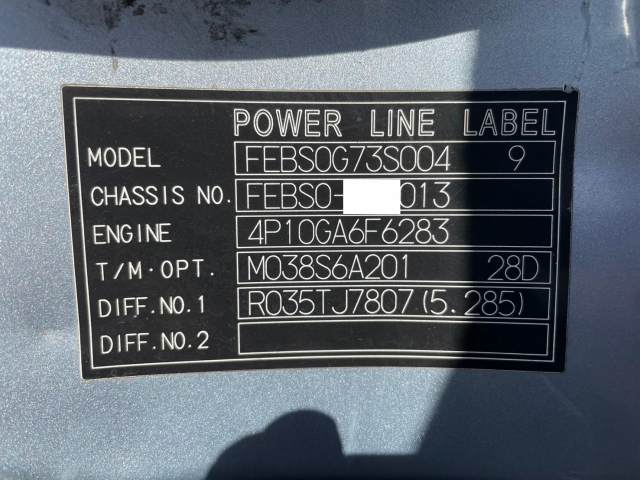 POWER LINE LABEL
MODEL FEBS0G73S004 9
CHASSIS NO. FEBS0- 013
ENGINE 4P10GA6F6283
T/M·OPT. M038S6A201 28D
DIFF.NO.1 R035TJ7807(5.285)
DIFF.NO.2